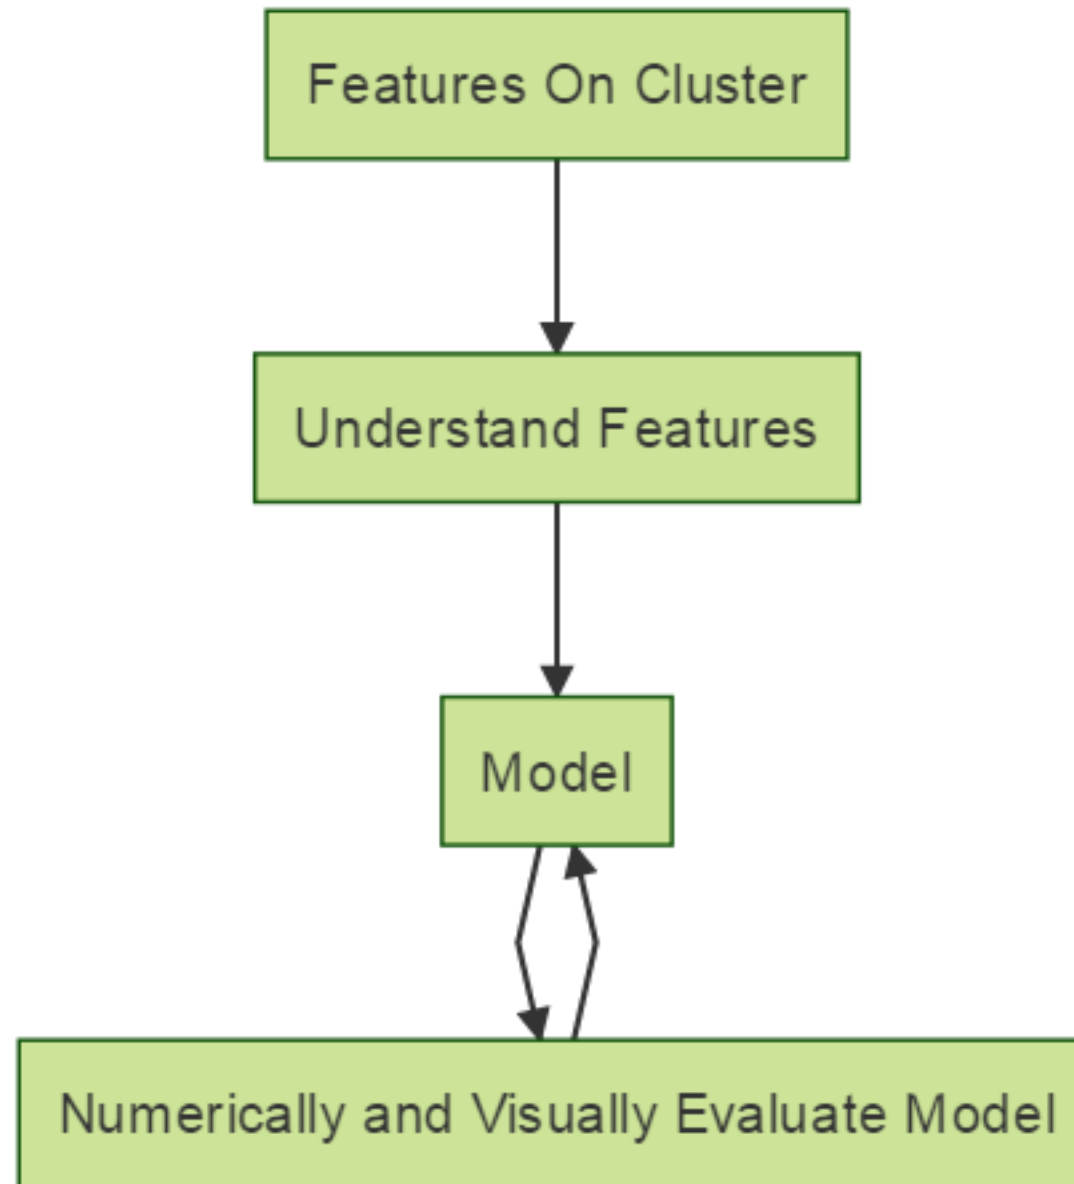 Features On Cluster
Understand Features
Model
Numerically and Visually Evaluate Model